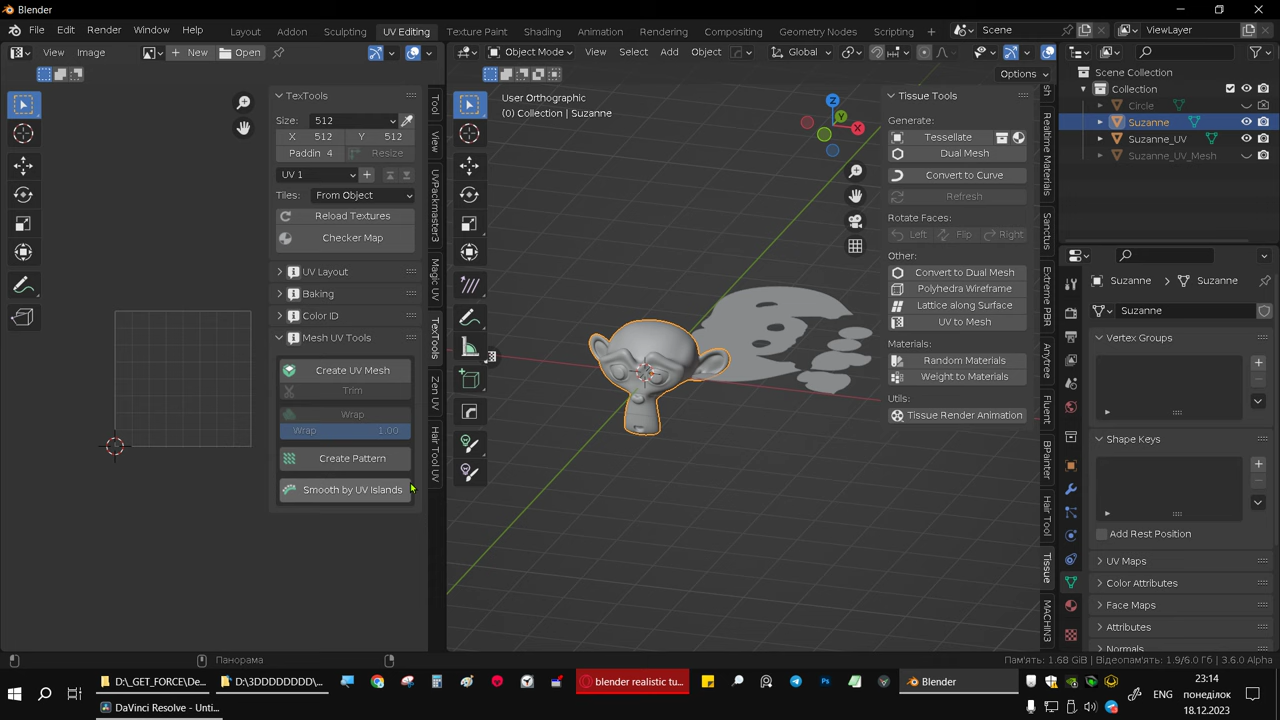 Blender
File Edit Render Window Help Layout Adding Sculpting UV Editing Texture Paint Shading Animation Rendering Compositing Geometry Nodes Scripting Scene ViewLayer
View Image New Open Object Mode View Select Add Object Global
Options
TexTools
Size: 512
X 512 Y 512
Paddin 4 Resize
UV 1
Tiles: From Object
Reload Textures
Checker Map
UV Layout
Baking
Color ID
Mesh UV Tools
Create UV Mesh
Trim
Wrap
Wrap 1.00
Create Pattern
Smooth by UV Islands
Tool
View
UVPackmaster3
Magic UV
TexTools
Zen UV
Hair Tool UV
User Orthographic
(0) Collection | Suzanne
Z
Y
X
Tissue Tools
Generate:
Tessellate
Dual Mesh
Convert to Curve
Refresh
Rotate Faces:
Left Flip Right
Other:
Convert to Dual Mesh
Polyhedra Wireframe
Lattice along Surface
UV to Mesh
Materials:
Random Materials
Weight to Materials
Utils:
Tissue Render Animation
sh
Realtime Materials
Sanctus
Extreme PBR
Anyfree
Fluent
BPainter
Hair Tool
Tissue
MACHIN3
Scene Collection
Collection
Circle
Suzanne
Suzanne_UV
Suzanne_UV_Mesh
Suzanne Suzanne
Suzanne
Vertex Groups
Shape Keys
Add Rest Position
UV Maps
Color Attributes
Face Maps
Attributes
Normals
Панорама
Пам'ять: 1.68 GiB | Відеопам'ять: 1.9/6.0 Гб | 3.6.0 Alpha
D:\_GET_FORCE/De... D:\3DDDDDDDD/\... blender realistic tu... Blender
ENG
23:14
понеділок
18.12.2023
DaVinci Resolve - Unti...